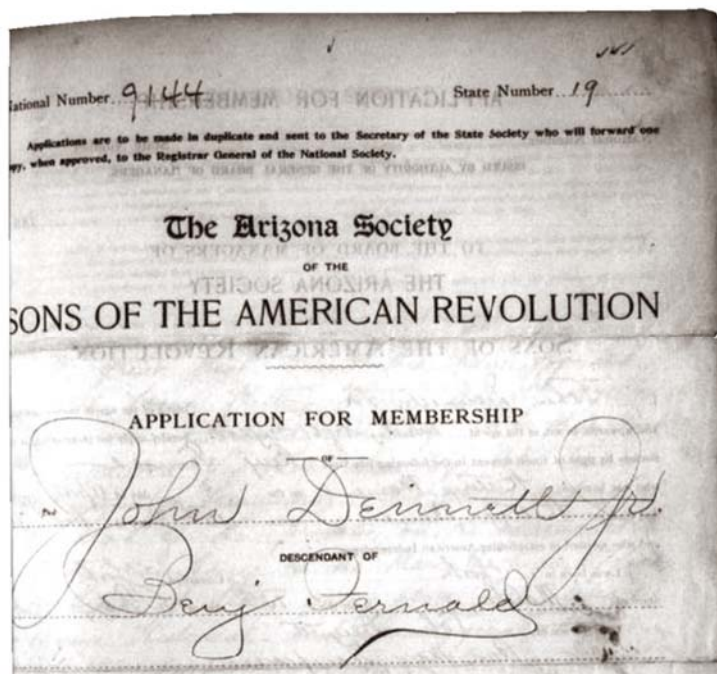 National Number. 9144 State Number 19
Applications are to be made in duplicate and sent to the Secretary of the State Society who will forward one
py, when approved, to the Registrar General of the National Society.
The Arizona Society
OF THE
SONS OF THE AMERICAN REVOLUTION
APPLICATION FOR MEMBERSHIP
OF
John Dennett Jr.
DESCENDANT OF
Benj Fernald